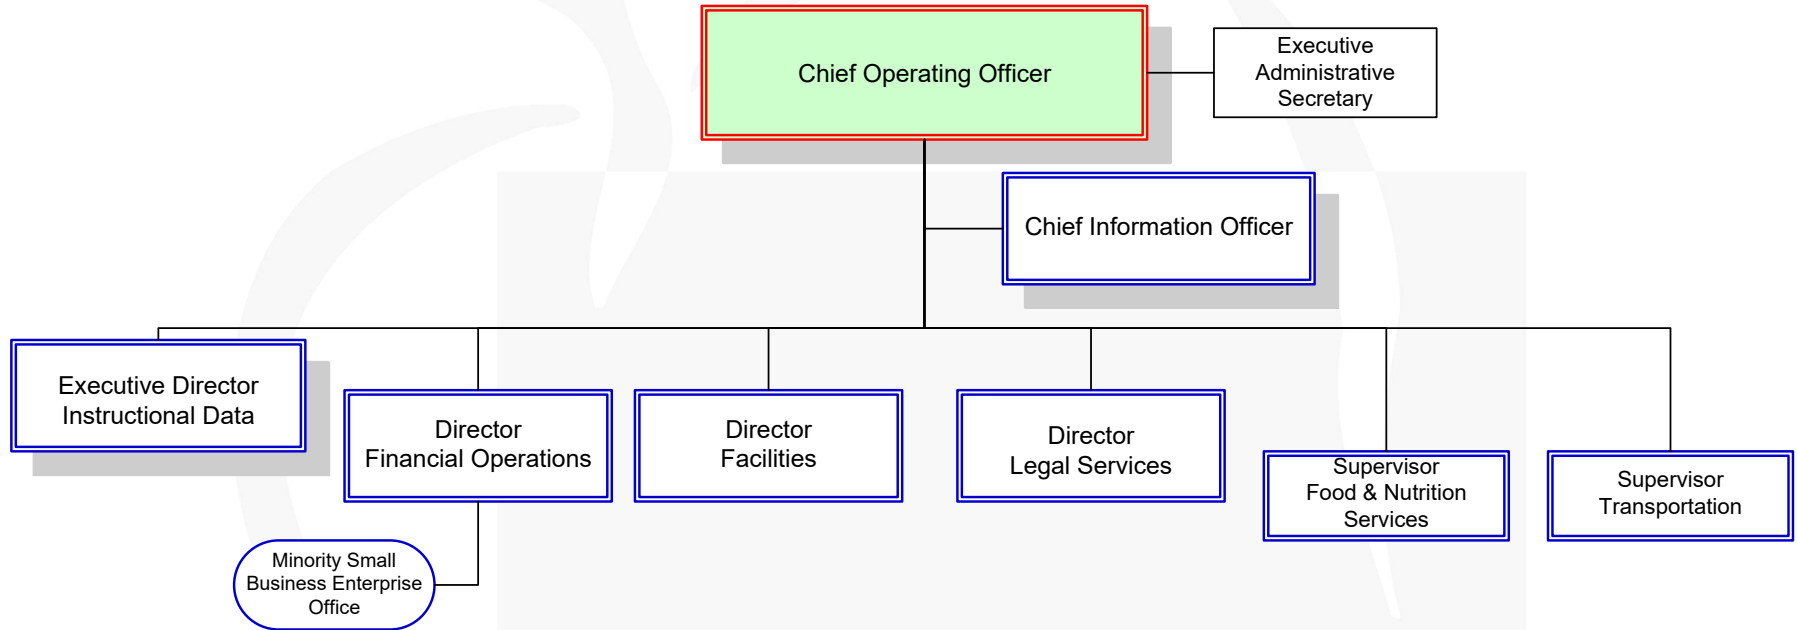 Chief Operating Officer
Executive
Administrative
Secretary
Chief Information Officer
Executive Director
Instructional Data
Director
Financial Operations
Director
Facilities
Director
Legal Services
Supervisor
Food & Nutrition
Services
Supervisor
Transportation
Minority Small
Business Enterprise
Office